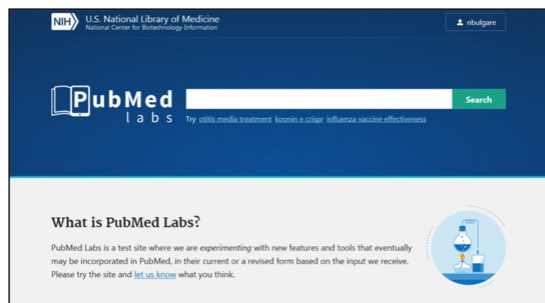 NIH U.S. National Library of Medicine
National Center for Biotechnology Information
nbulgare
PubMed
labs
Search
Try otitis media treatment koonin e crispr influenza vaccine effectiveness
What is PubMed Labs?
PubMed Labs is a test site where we are experimenting with new features and tools that eventually
may be incorporated in PubMed, in their current or a revised form based on the input we receive.
Please try the site and let us know what you think.